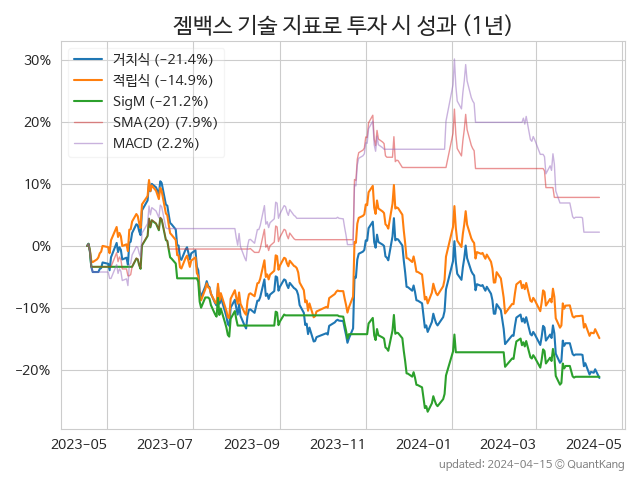 젬백스 기술 지표로 투자 시 성과 (1년)
거치식 (−21.4%)
적립식 (−14.9%)
SigM (−21.2%)
SMA(20) (7.9%)
MACD (2.2%)
30%
20%
10%
0%
−10%
−20%
2023-05 2023-07 2023-09 2023-11 2024-01 2024-03 2024-05
updated: 2024-04-15 © QuantKang